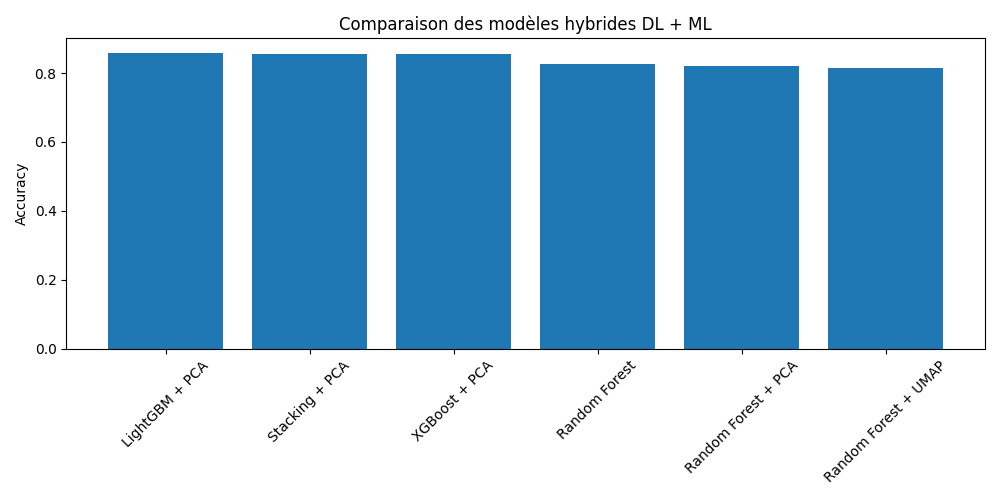 Comparaison des modèles hybrides DL + ML
Accuracy
0.8
0.6
0.4
0.2
0.0
LightGBM + PCA
Stacking + PCA
XGBoost + PCA
Random Forest
Random Forest + PCA
Random Forest + UMAP